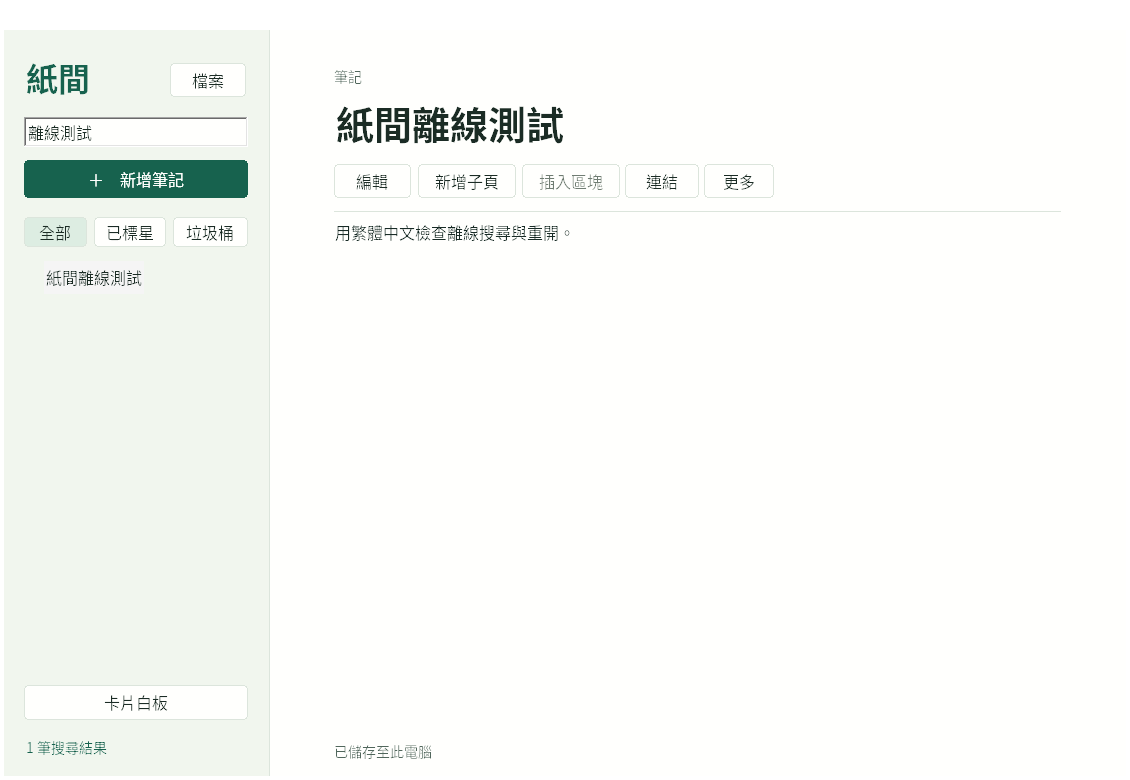 紙間
檔案
離線測試
＋ 新增筆記
全部 已標星 垃圾桶
紙間離線測試
卡片白板
1 筆搜尋結果
筆記
紙間離線測試
編輯 新增子頁 插入區塊 連結 更多
用繁體中文檢查離線搜尋與重開。
已儲存至此電腦